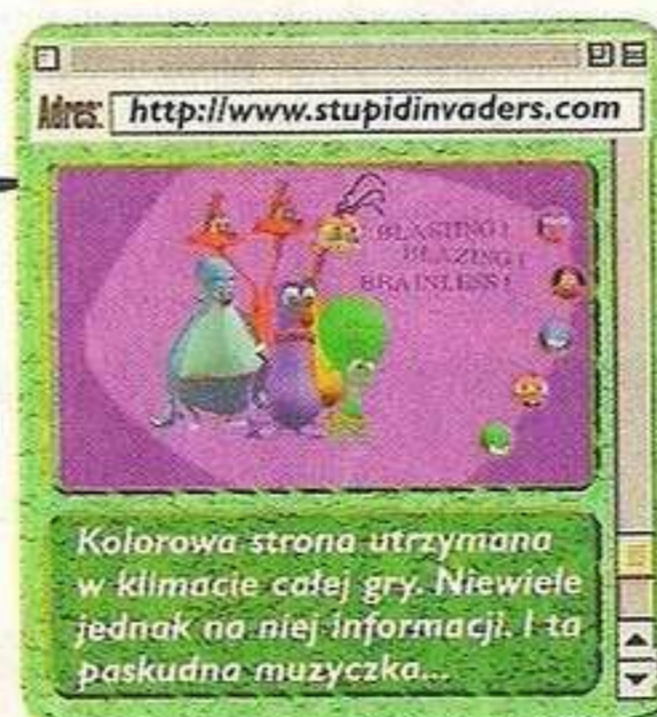 Adres: http://www.stupidinvaders.com
BLASTING!
BLAZING!
BRAINLESS!
Kolorowa strona utrzymana
w klimacie całej gry. Niewiele
jednak na niej informacji. I ta
paskudna muzyczka...